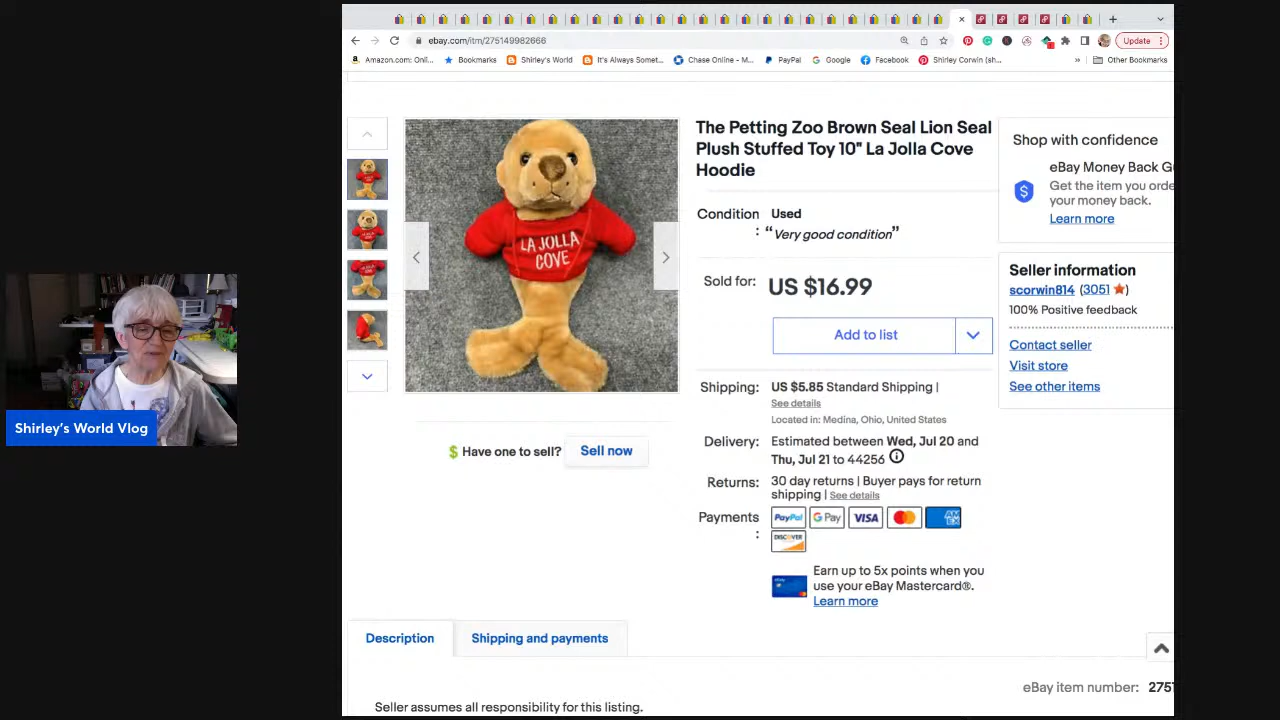 ebay.com/itm/275149982666
Update
Amazon.com: Onli...
Bookmarks
Shirley's World
It's Always Somet...
Chase Online - M...
PayPal
Google
Facebook
Shirley Corwin (sh...
»
Other Bookmarks
The Petting Zoo Brown Seal Lion Seal
Plush Stuffed Toy 10" La Jolla Cove
Hoodie
Condition
:
Used
“Very good condition”
Sold for:
US $16.99
Add to list
Shipping:
US $5.85 Standard Shipping |
See details
Located in: Medina, Ohio, United States
Delivery:
Estimated between Wed, Jul 20 and
Thu, Jul 21 to 44256
Returns:
30 day returns | Buyer pays for return
shipping | See details
Payments
:
PayPal
G Pay
VISA
AM
EX
DISCOVER
Earn up to 5x points when you
use your eBay Mastercard®.
Learn more
LA JOLLA
COVE
$ Have one to sell?
Sell now
Shop with confidence
eBay Money Back G
Get the item you orde
your money back.
Learn more
Seller information
scorwin814 (3051)
100% Positive feedback
Contact seller
Visit store
See other items
Shirley's World Vlog
Description
Shipping and payments
eBay item number: 275
Seller assumes all responsibility for this listing.